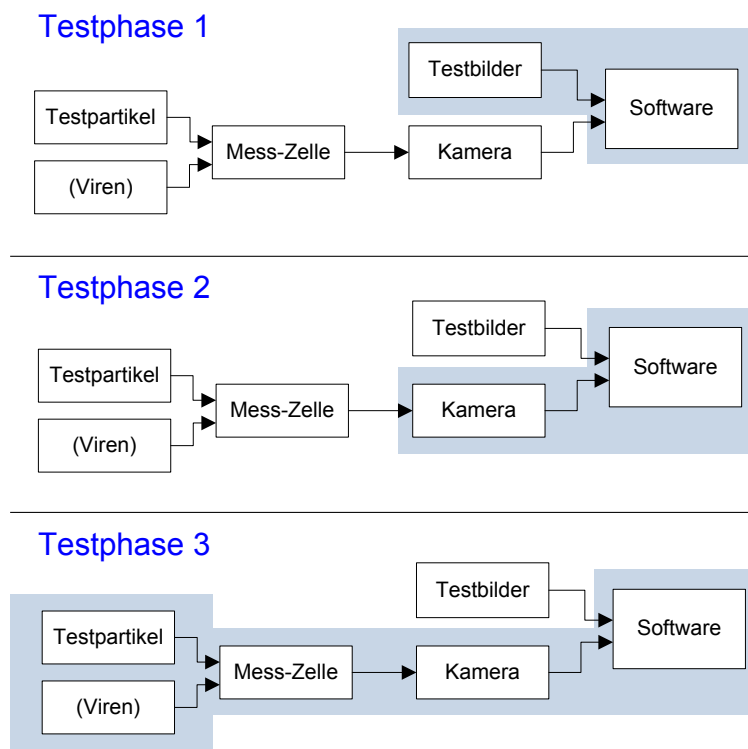 Testphase 1
Testbilder
Software
Testpartikel
Mess-Zelle
Kamera
(Viren)
Testphase 2
Testbilder
Software
Testpartikel
Mess-Zelle
Kamera
(Viren)
Testphase 3
Testbilder
Software
Testpartikel
Mess-Zelle
Kamera
(Viren)